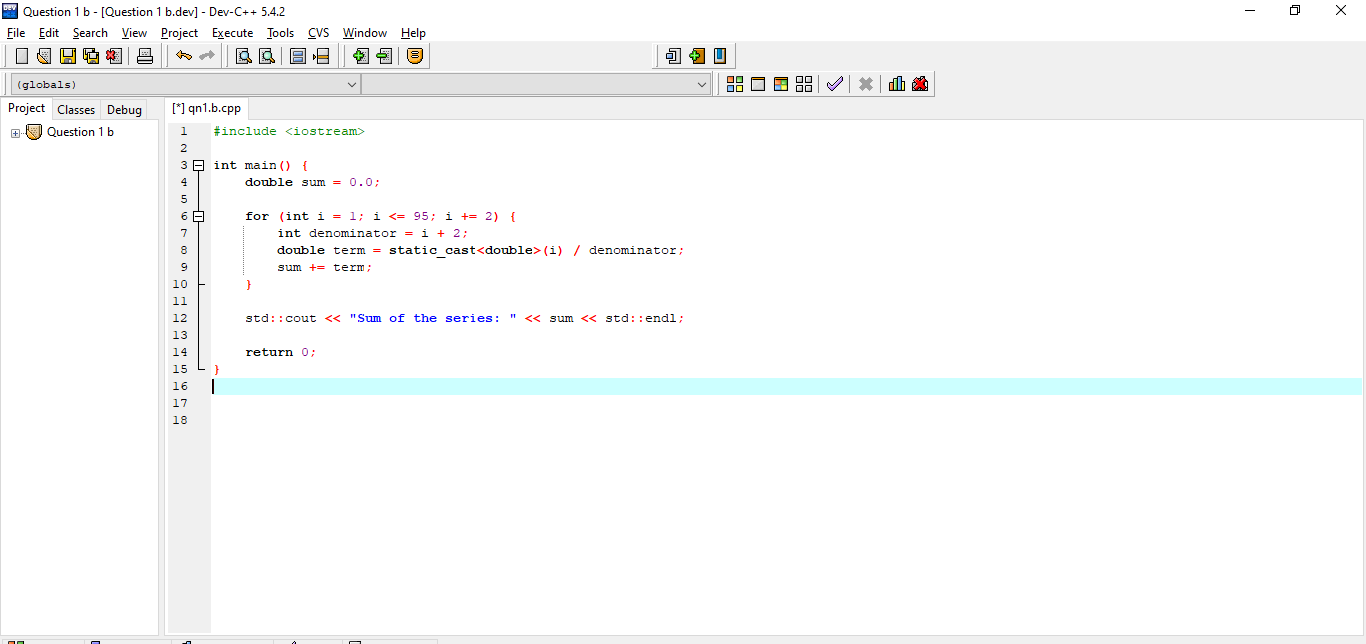 Question 1 b - [Question 1 b.dev] - Dev-C++ 5.4.2
File Edit Search View Project Execute Tools CVS Window Help
(globals)
Project Classes Debug [*] qn1.b.cpp
Question 1 b
1 #include <iostream>
2
3 int main() {
4     double sum = 0.0;
5
6     for (int i = 1; i <= 95; i += 2) {
7         int denominator = i + 2;
8         double term = static_cast<double>(i) / denominator;
9         sum += term;
10     }
11
12     std::cout << "Sum of the series: " << sum << std::endl;
13
14     return 0;
15 }
16
17
18